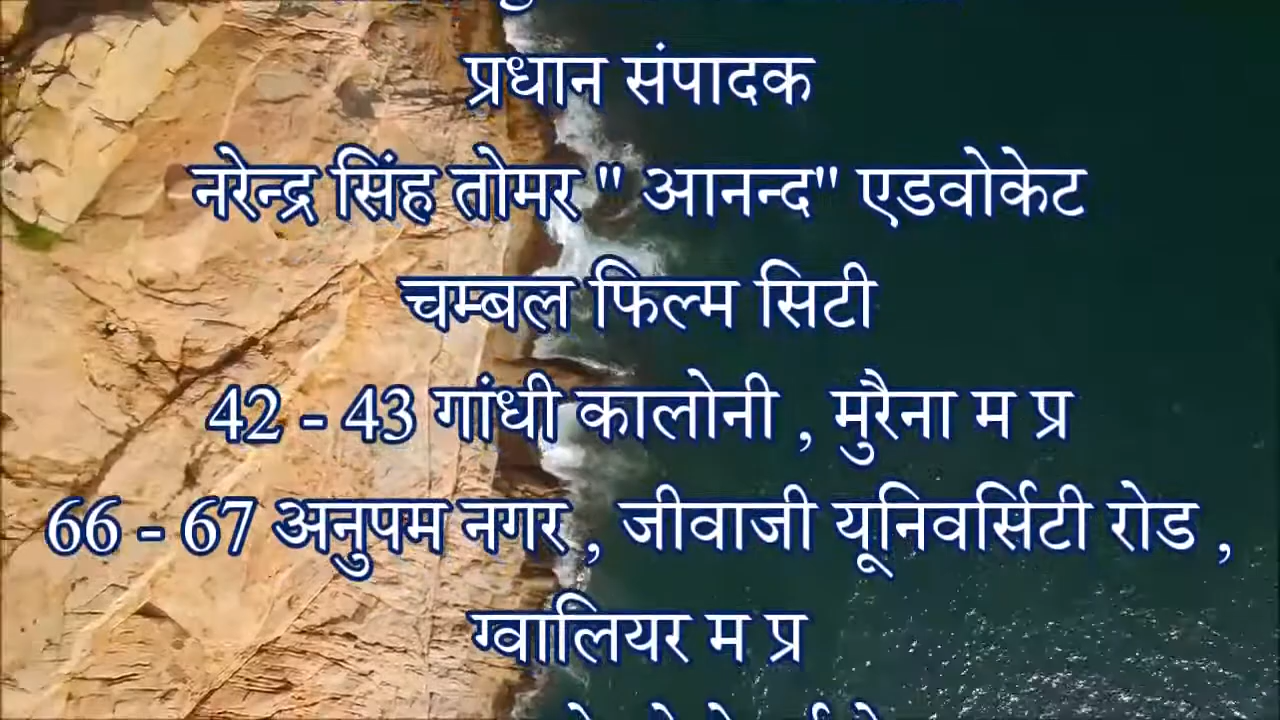 प्रधान संपादक
नरेन्द्र सिंह तोमर " आनन्द" एडवोकेट
चम्बल फिल्म सिटी
42 - 43 गांधी कालोनी , मुरैना म प्र
66 - 67 अनुपम नगर , जीवाजी यूनिवर्सिटी रोड ,
ग्वालियर म प्र